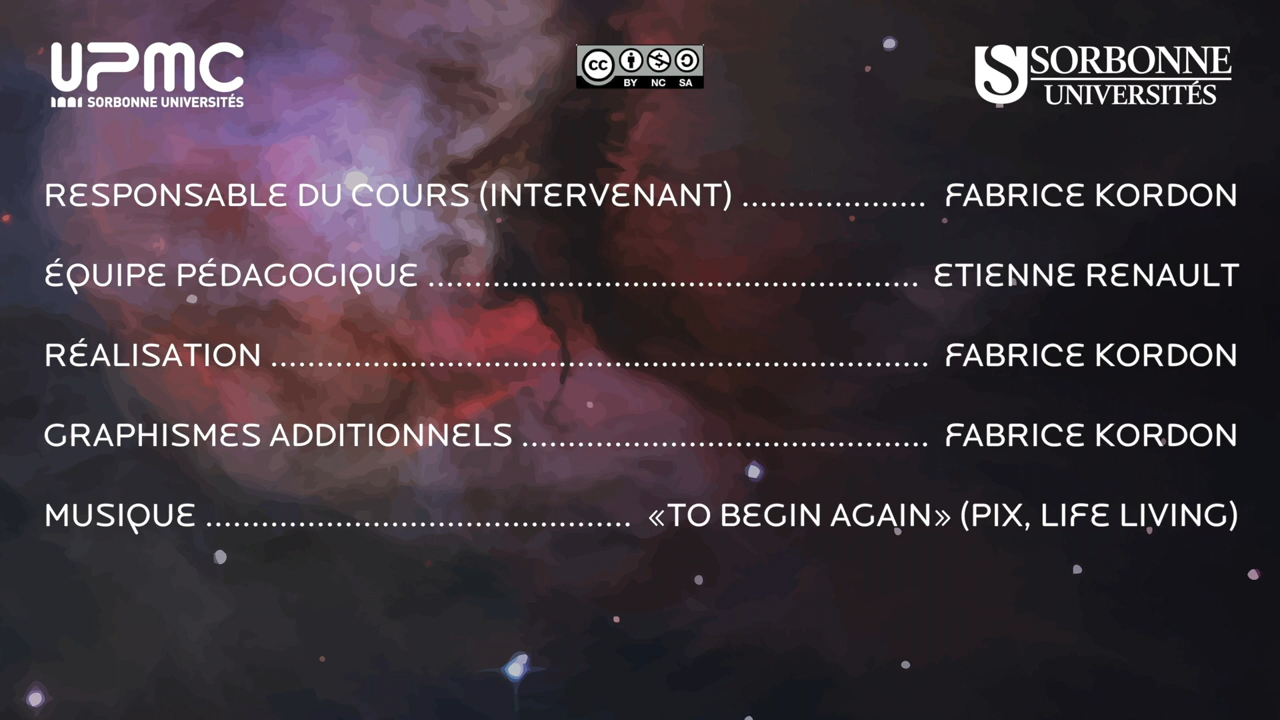 UPMC
SORBONNE UNIVERSITÉS
cc
BY NC SA
SORBONNE
UNIVERSITÉS
RESPONSABLE DU COURS (INTERVENANT) .................... FABRICE KORDON
ÉQUIPE PÉDAGOGIQUE ..................................................... ETIENNE RENAULT
RÉALISATION ....................................................................... FABRICE KORDON
GRAPHISMES ADDITIONNELS ............................................ FABRICE KORDON
MUSIQUE .............................................. «TO BEGIN AGAIN» (PIX, LIFE LIVING)